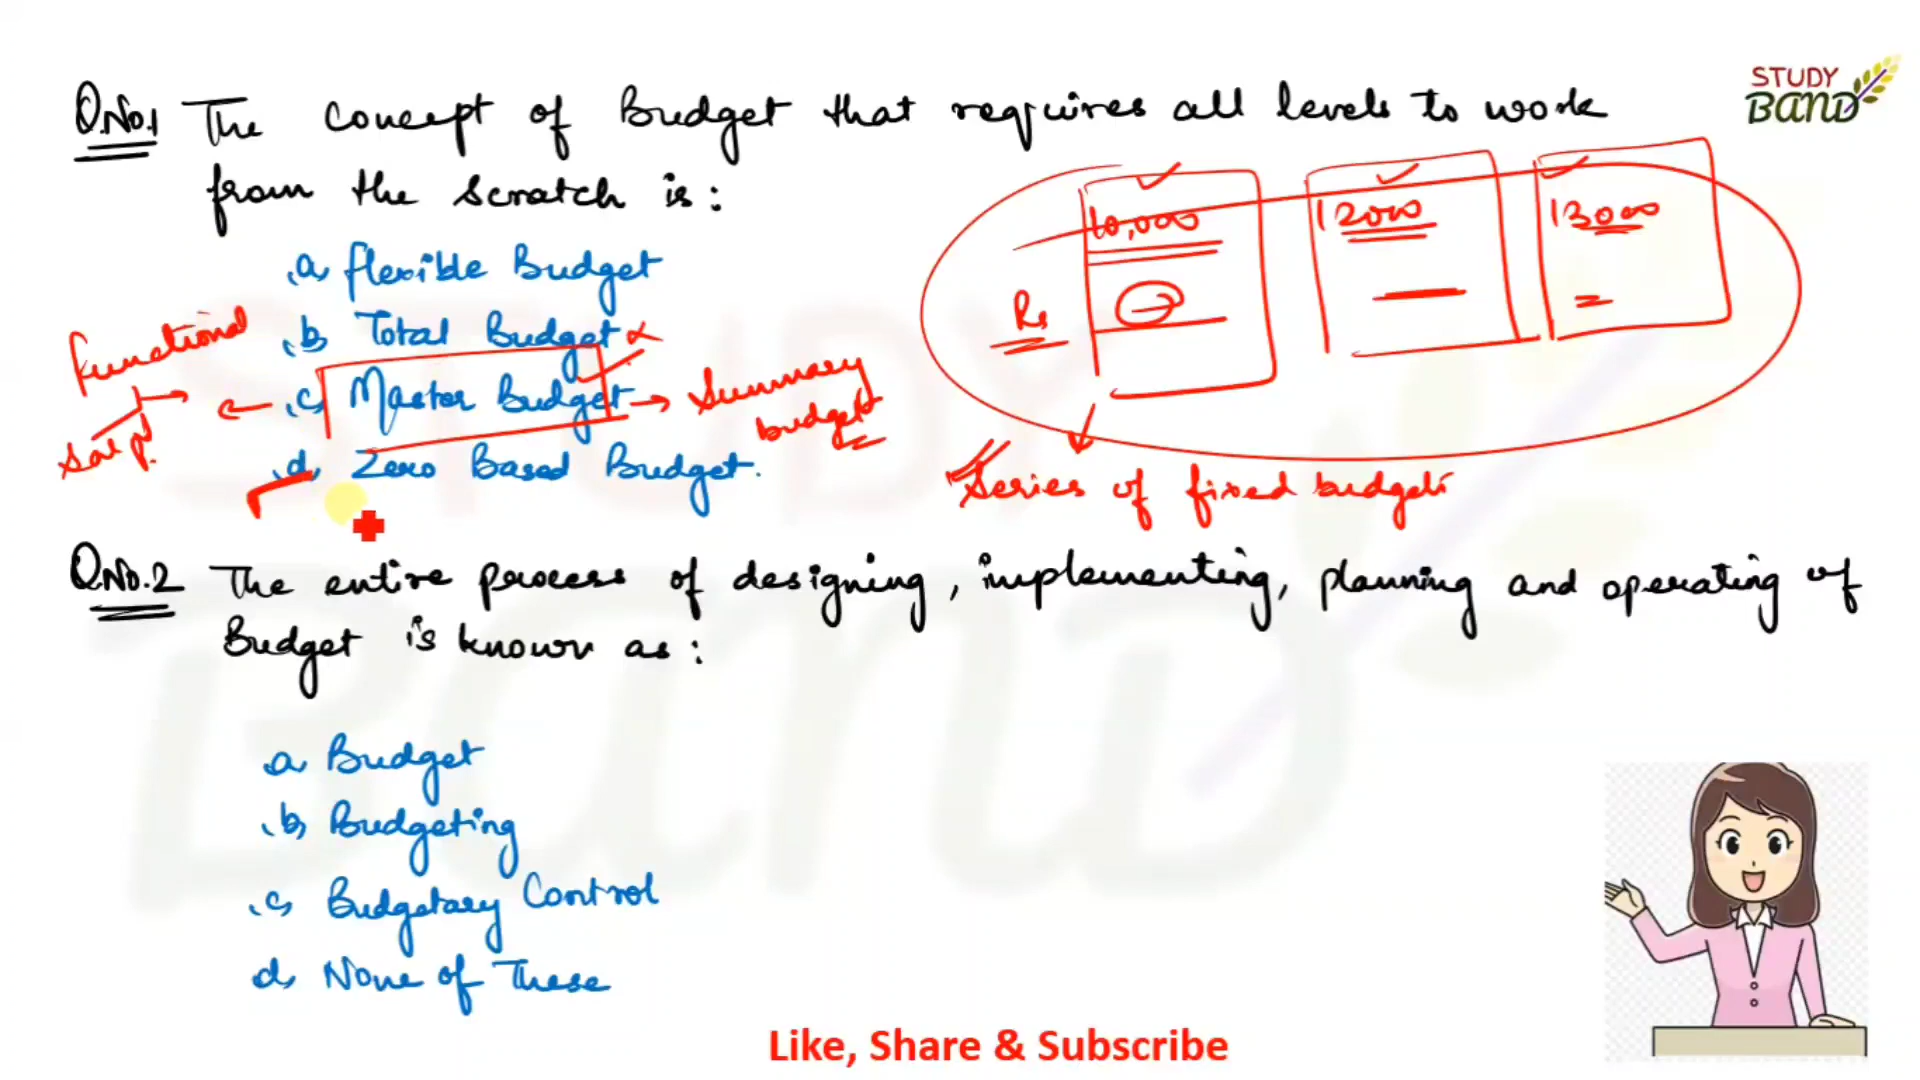 STUDY
BAND
Q.No.1 The concept of Budget that requires all levels to work
from the scratch is:
a, flexible Budget
b, Total Budget
c, Master Budget
d, Zero Based Budget.
functional
Sat P
Summary
budget
10,000
12000
13000
Rs
Series of fixed budgets
Q.No.2 The entire process of designing, implementing, planning and operating of
Budget is known as:
a, Budget
b, Budgeting
c, Budgetary Control
d, None of These
Like, Share & Subscribe